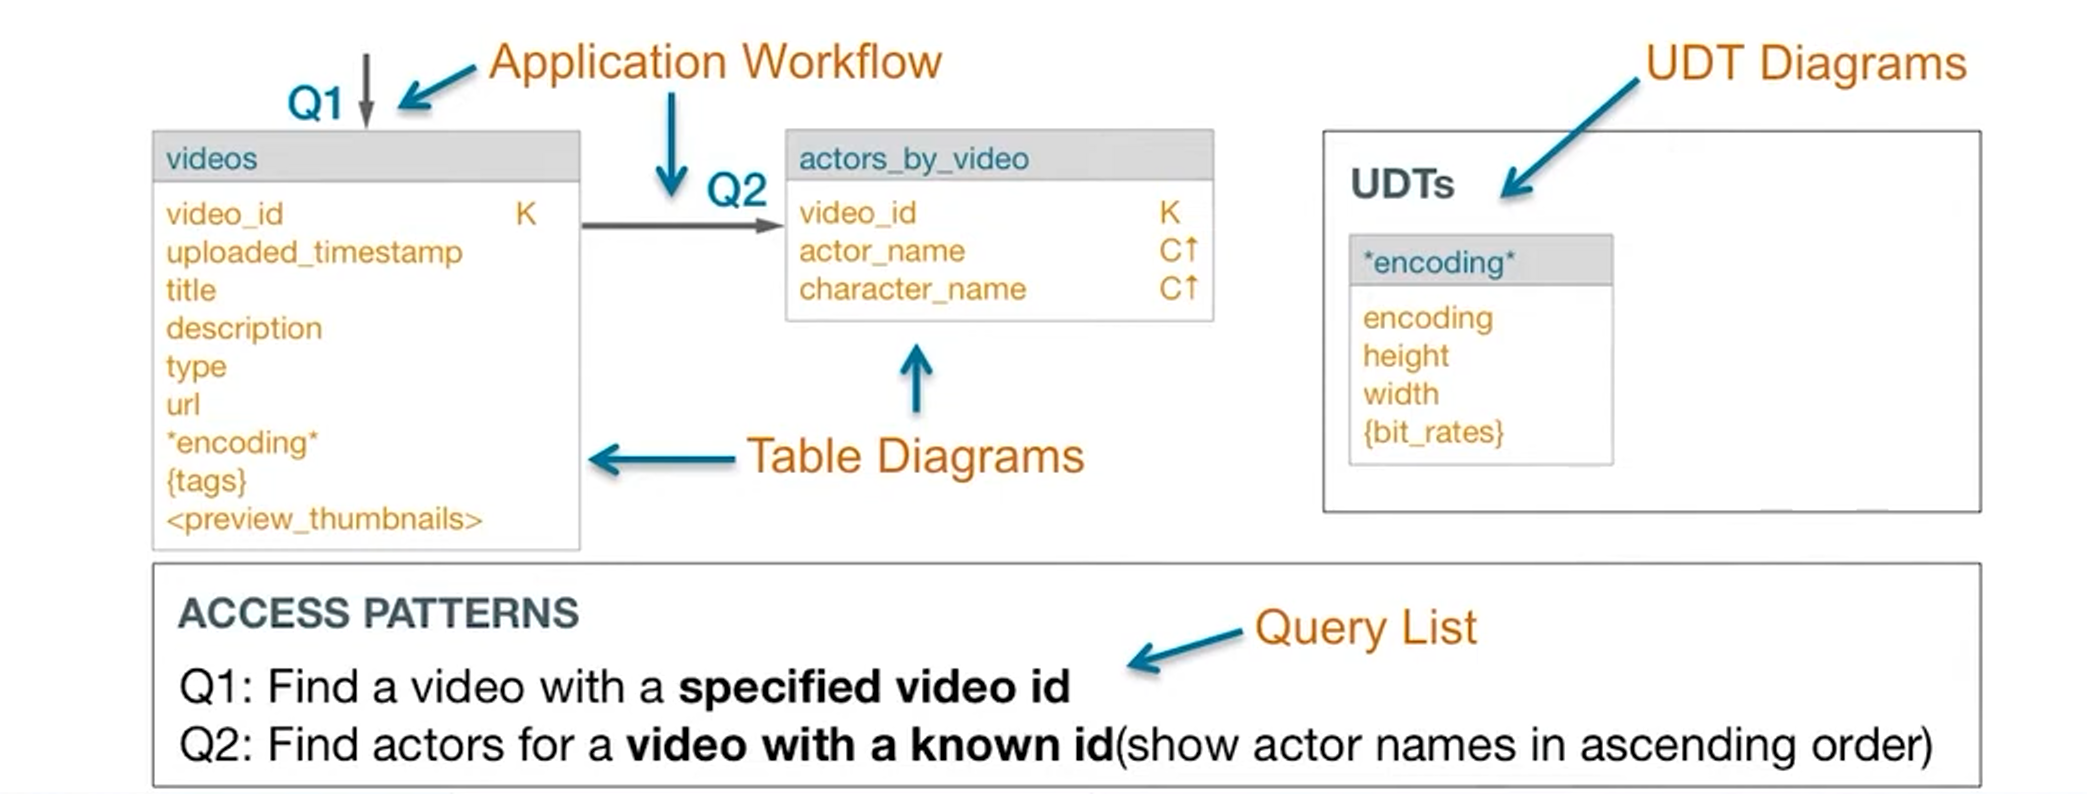 Application Workflow
UDT Diagrams
Q1
videos
video_id K
uploaded_timestamp
title
description
type
url
*encoding*
{tags}
<preview_thumbnails>
Q2
actors_by_video
video_id K
actor_name C↑
character_name C↑
Table Diagrams
UDTs
*encoding*
encoding
height
width
{bit_rates}
ACCESS PATTERNS
Query List
Q1: Find a video with a specified video id
Q2: Find actors for a video with a known id(show actor names in ascending order)